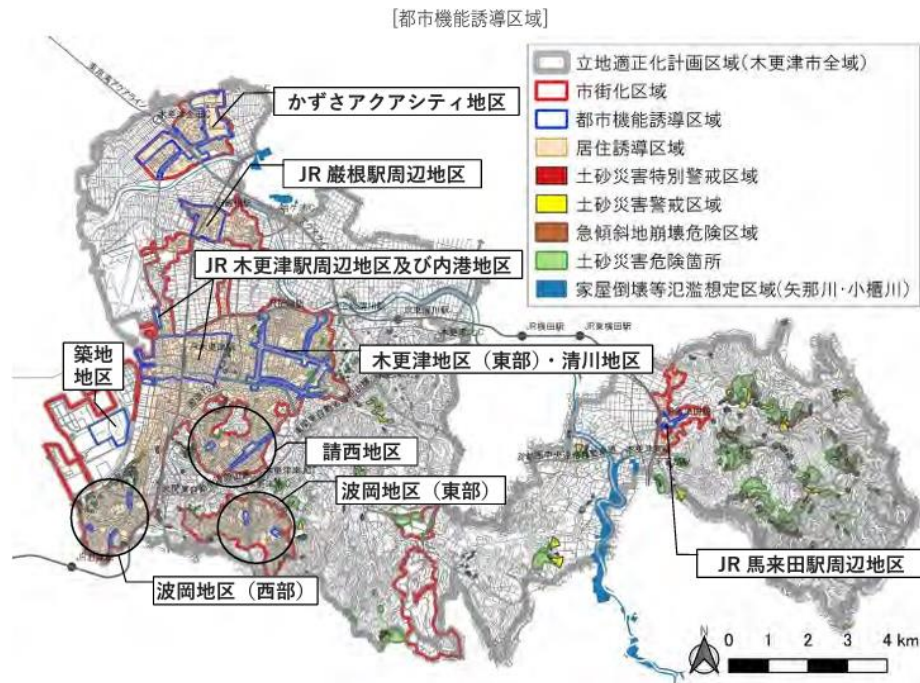 [都市機能誘導区域]
立地適正化計画区域(木更津市全域)
市街化区域
都市機能誘導区域
居住誘導区域
土砂災害特別警戒区域
土砂災害警戒区域
急傾斜地崩壊危険区域
土砂災害危険箇所
家屋倒壊等氾濫想定区域(矢那川・小櫃川)
かずさアクアシティ地区
JR 巌根駅周辺地区
JR 木更津駅周辺地区及び内港地区
JR横田駅
JR東横田駅
木更津地区（東部）・清川地区
築地
地区
請西地区
波岡地区（東部）
JR 馬来田駅周辺地区
波岡地区（西部）
N
0 1 2 3 4 km